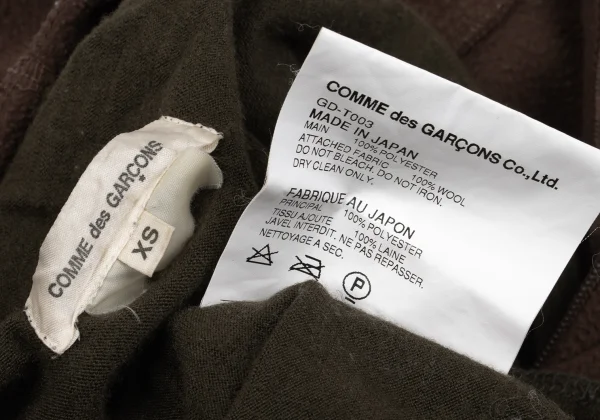 COMME des GARÇONS
XS
COMME des GARÇONS Co.,Ltd.
GD-T003
MADE IN JAPAN
MAIN 100% POLYESTER
ATTACHED FABRIC 100% WOOL
DO NOT BLEACH. DO NOT IRON.
DRY CLEAN ONLY.
FABRIQUE AU JAPON
PRINCIPAL 100% POLYESTER
TISSU AJOUTE 100% LAINE
JAVEL INTERDIT. NE PAS REPASSER.
NETTOYAGE A SEC.
P